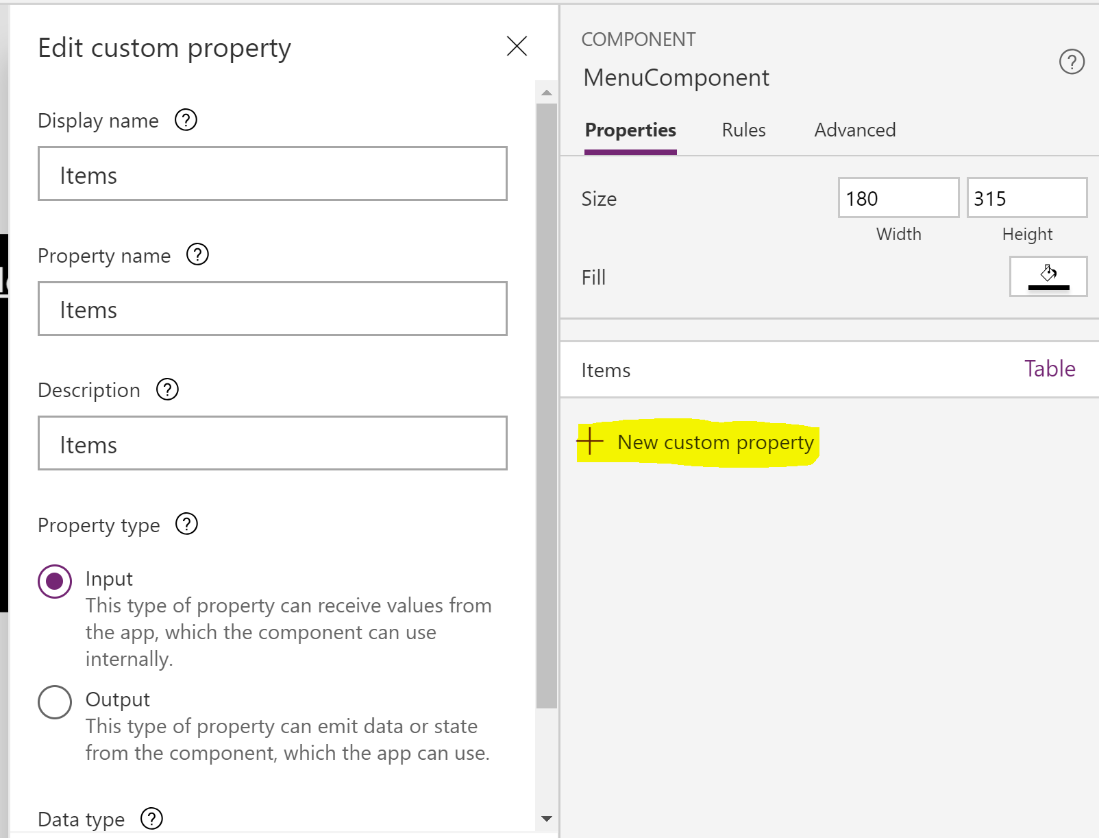 Edit custom property
Display name ?
Items
Property name ?
Items
Description ?
Items
Property type ?
Input
This type of property can receive values from
the app, which the component can use
internally.
Output
This type of property can emit data or state
from the component, which the app can use.
Data type ?
COMPONENT
MenuComponent
?
Properties Rules Advanced
Size 180 315
Width Height
Fill
Items Table
New custom property